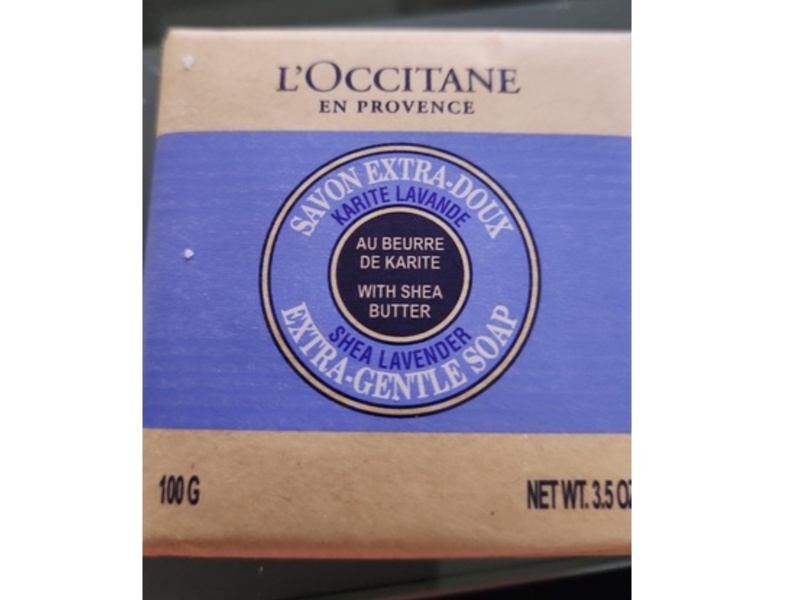 L'OCCITANE
EN PROVENCE
SAVON EXTRA-DOUX
KARITE LAVANDE
AU BEURRE
DE KARITE
WITH SHEA
BUTTER
SHEA LAVENDER
EXTRA-GENTLE SOAP
100 G
NET WT. 3.5 OZ